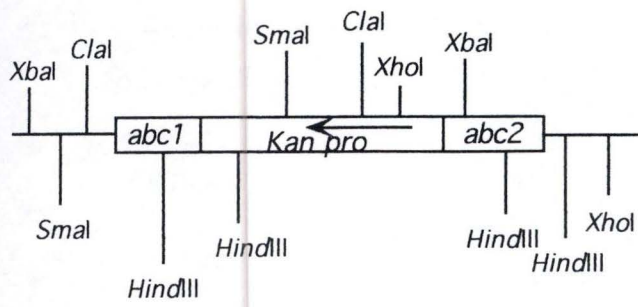 SmaI
ClaI
XhoI
XbaI
XbaI
ClaI
abc1
Kan pro
abc2
SmaI
HindIII
HindIII
HindIII
HindIII
XhoI